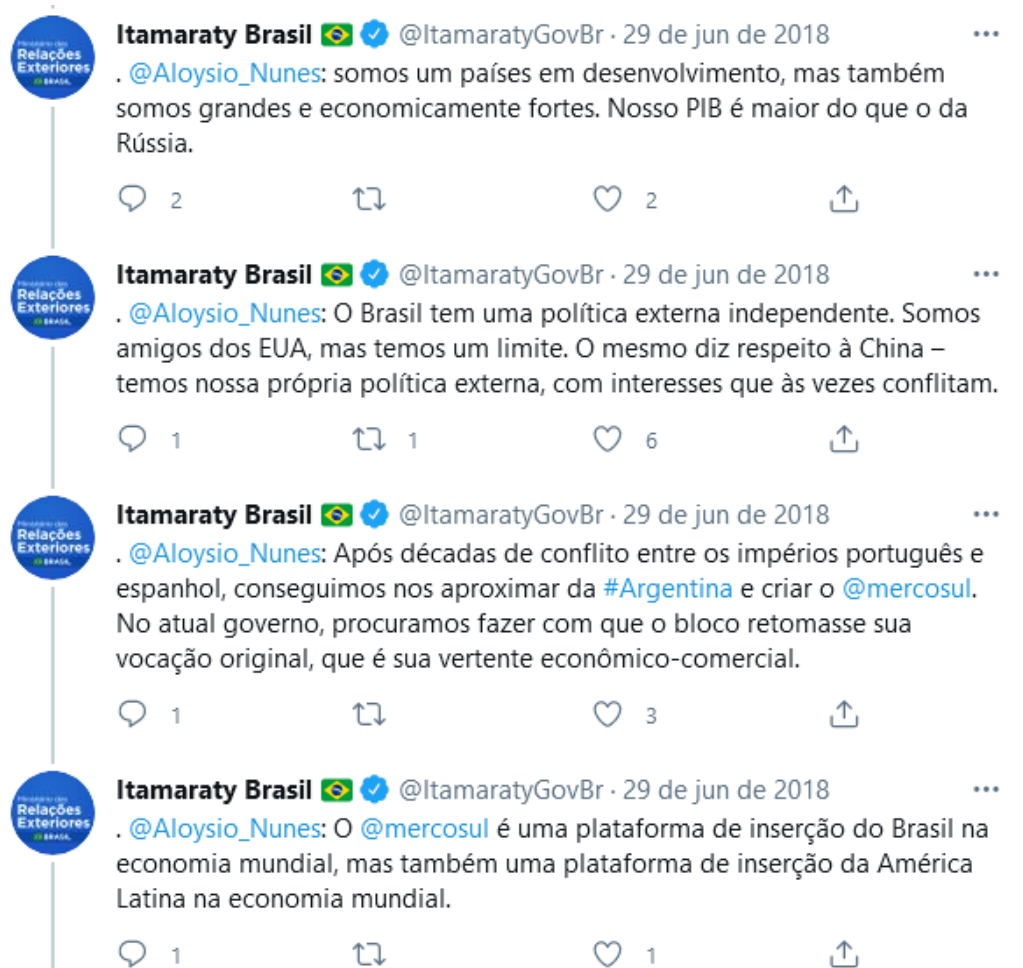 Itamaraty Brasil 🇧🇷 @ItamaratyGovBr · 29 de jun de 2018
. @Aloysio_Nunes: somos um países em desenvolvimento, mas também
somos grandes e economicamente fortes. Nosso PIB é maior do que o da
Rússia.
2 2
Itamaraty Brasil 🇧🇷 @ItamaratyGovBr · 29 de jun de 2018
. @Aloysio_Nunes: O Brasil tem uma política externa independente. Somos
amigos dos EUA, mas temos um limite. O mesmo diz respeito à China –
temos nossa própria política externa, com interesses que às vezes conflitam.
1 1 6
Itamaraty Brasil 🇧🇷 @ItamaratyGovBr · 29 de jun de 2018
. @Aloysio_Nunes: Após décadas de conflito entre os impérios português e
espanhol, conseguimos nos aproximar da #Argentina e criar o @mercosul.
No atual governo, procuramos fazer com que o bloco retomasse sua
vocação original, que é sua vertente econômico-comercial.
1 3
Itamaraty Brasil 🇧🇷 @ItamaratyGovBr · 29 de jun de 2018
. @Aloysio_Nunes: O @mercosul é uma plataforma de inserção do Brasil na
economia mundial, mas também uma plataforma de inserção da América
Latina na economia mundial.
1 1
Ministério das
Relações
Exteriores
BRASIL
Ministério das
Relações
Exteriores
BRASIL
Ministério das
Relações
Exteriores
BRASIL
Ministério das
Relações
Exteriores
BRASIL